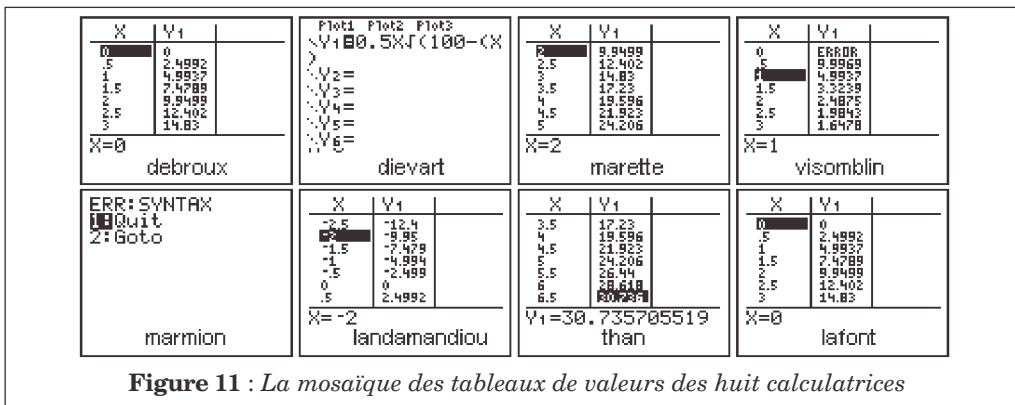 X Y₁
0 0
.5 2.4992
1 4.9937
1.5 7.4789
2 9.9499
2.5 12.402
3 14.83
X=0
debroux
Plot1 Plot2 Plot3
\Y₁=0.5X√(100-(X
)
\Y₂=
\Y₃=
\Y₄=
\Y₅=
\Y₆=
dievart
X Y₁
2 9.9499
2.5 12.402
3 14.83
3.5 17.23
4 19.596
4.5 21.923
5 24.206
X=2
marette
X Y₁
0 ERROR
.5 9.9969
1 4.9937
1.5 3.3239
2 2.4875
2.5 1.9843
3 1.6478
X=1
visomblin
ERR:SYNTAX
1:Quit
2:Goto
marmion
X Y₁
-2.5 -12.4
-2 -9.95
-1.5 -7.479
-1 -4.994
-.5 -2.499
0 0
.5 2.4992
X=-2
landamandiou
X Y₁
3.5 17.23
4 19.596
4.5 21.923
5 24.206
5.5 26.44
6 28.618
6.5 30.736
Y₁=30.735705519
than
X Y₁
0 0
.5 2.4992
1 4.9937
1.5 7.4789
2 9.9499
2.5 12.402
3 14.83
X=0
lafont
Figure 11 : La mosaïque des tableaux de valeurs des huit calculatrices